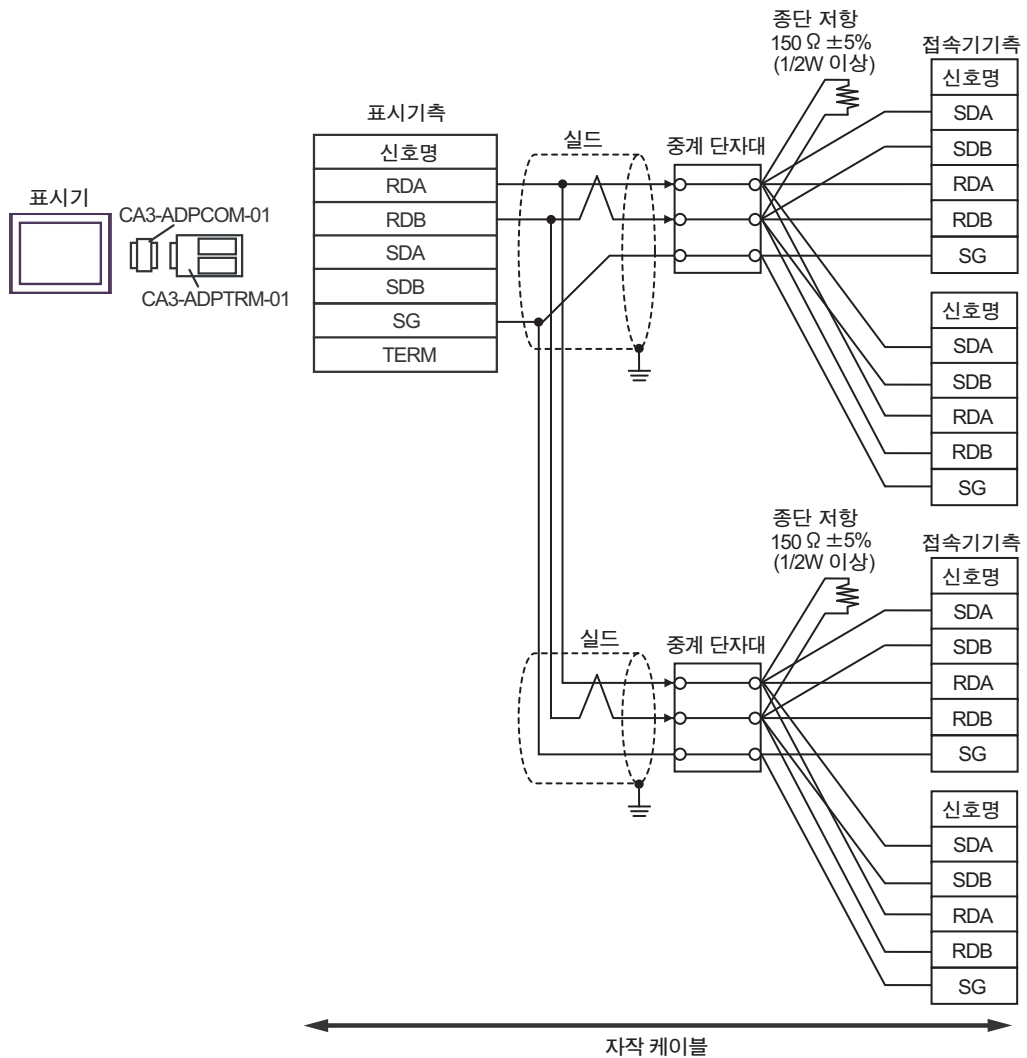 종단 저항
150 Ω ±5%
(1/2W 이상)
접속기기측
신호명
SDA
SDB
RDA
RDB
SG
표시기측
신호명
RDA
RDB
SDA
SDB
SG
TERM
실드
중계 단자대
표시기
CA3-ADPCOM-01
CA3-ADPTRM-01
신호명
SDA
SDB
RDA
RDB
SG
종단 저항
150 Ω ±5%
(1/2W 이상)
접속기기측
신호명
SDA
SDB
RDA
RDB
SG
실드
중계 단자대
신호명
SDA
SDB
RDA
RDB
SG
자작 케이블